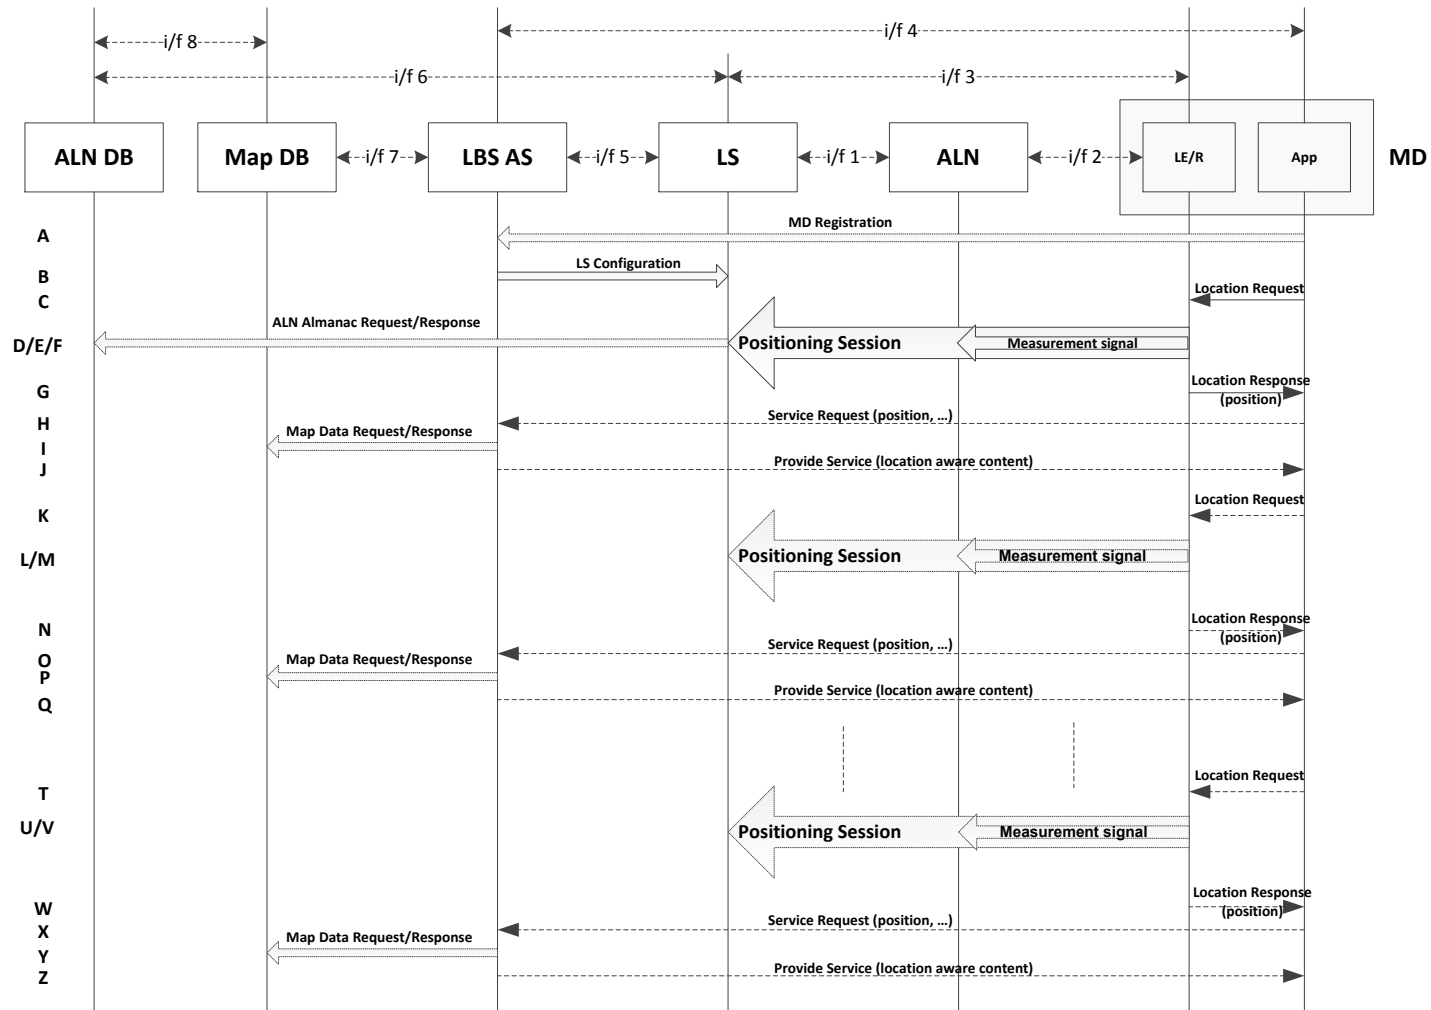 i/f 8
i/f 4
i/f 6
i/f 3
ALN DB
Map DB
i/f 7
LBS AS
i/f 5
LS
i/f 1
ALN
i/f 2
LE/R
App
MD
A
MD Registration
B
LS Configuration
C
Location Request
ALN Almanac Request/Response
D/E/F
Positioning Session
Measurement signal
G
Location Response
(position)
H
Service Request (position, …)
Map Data Request/Response
I
J
Provide Service (location aware content)
K
Location Request
L/M
Positioning Session
Measurement signal
N
Location Response
(position)
O
Service Request (position, …)
Map Data Request/Response
P
Q
Provide Service (location aware content)
T
Location Request
U/V
Positioning Session
Measurement signal
W
Location Response
(position)
X
Service Request (position, …)
Map Data Request/Response
Y
Z
Provide Service (location aware content)